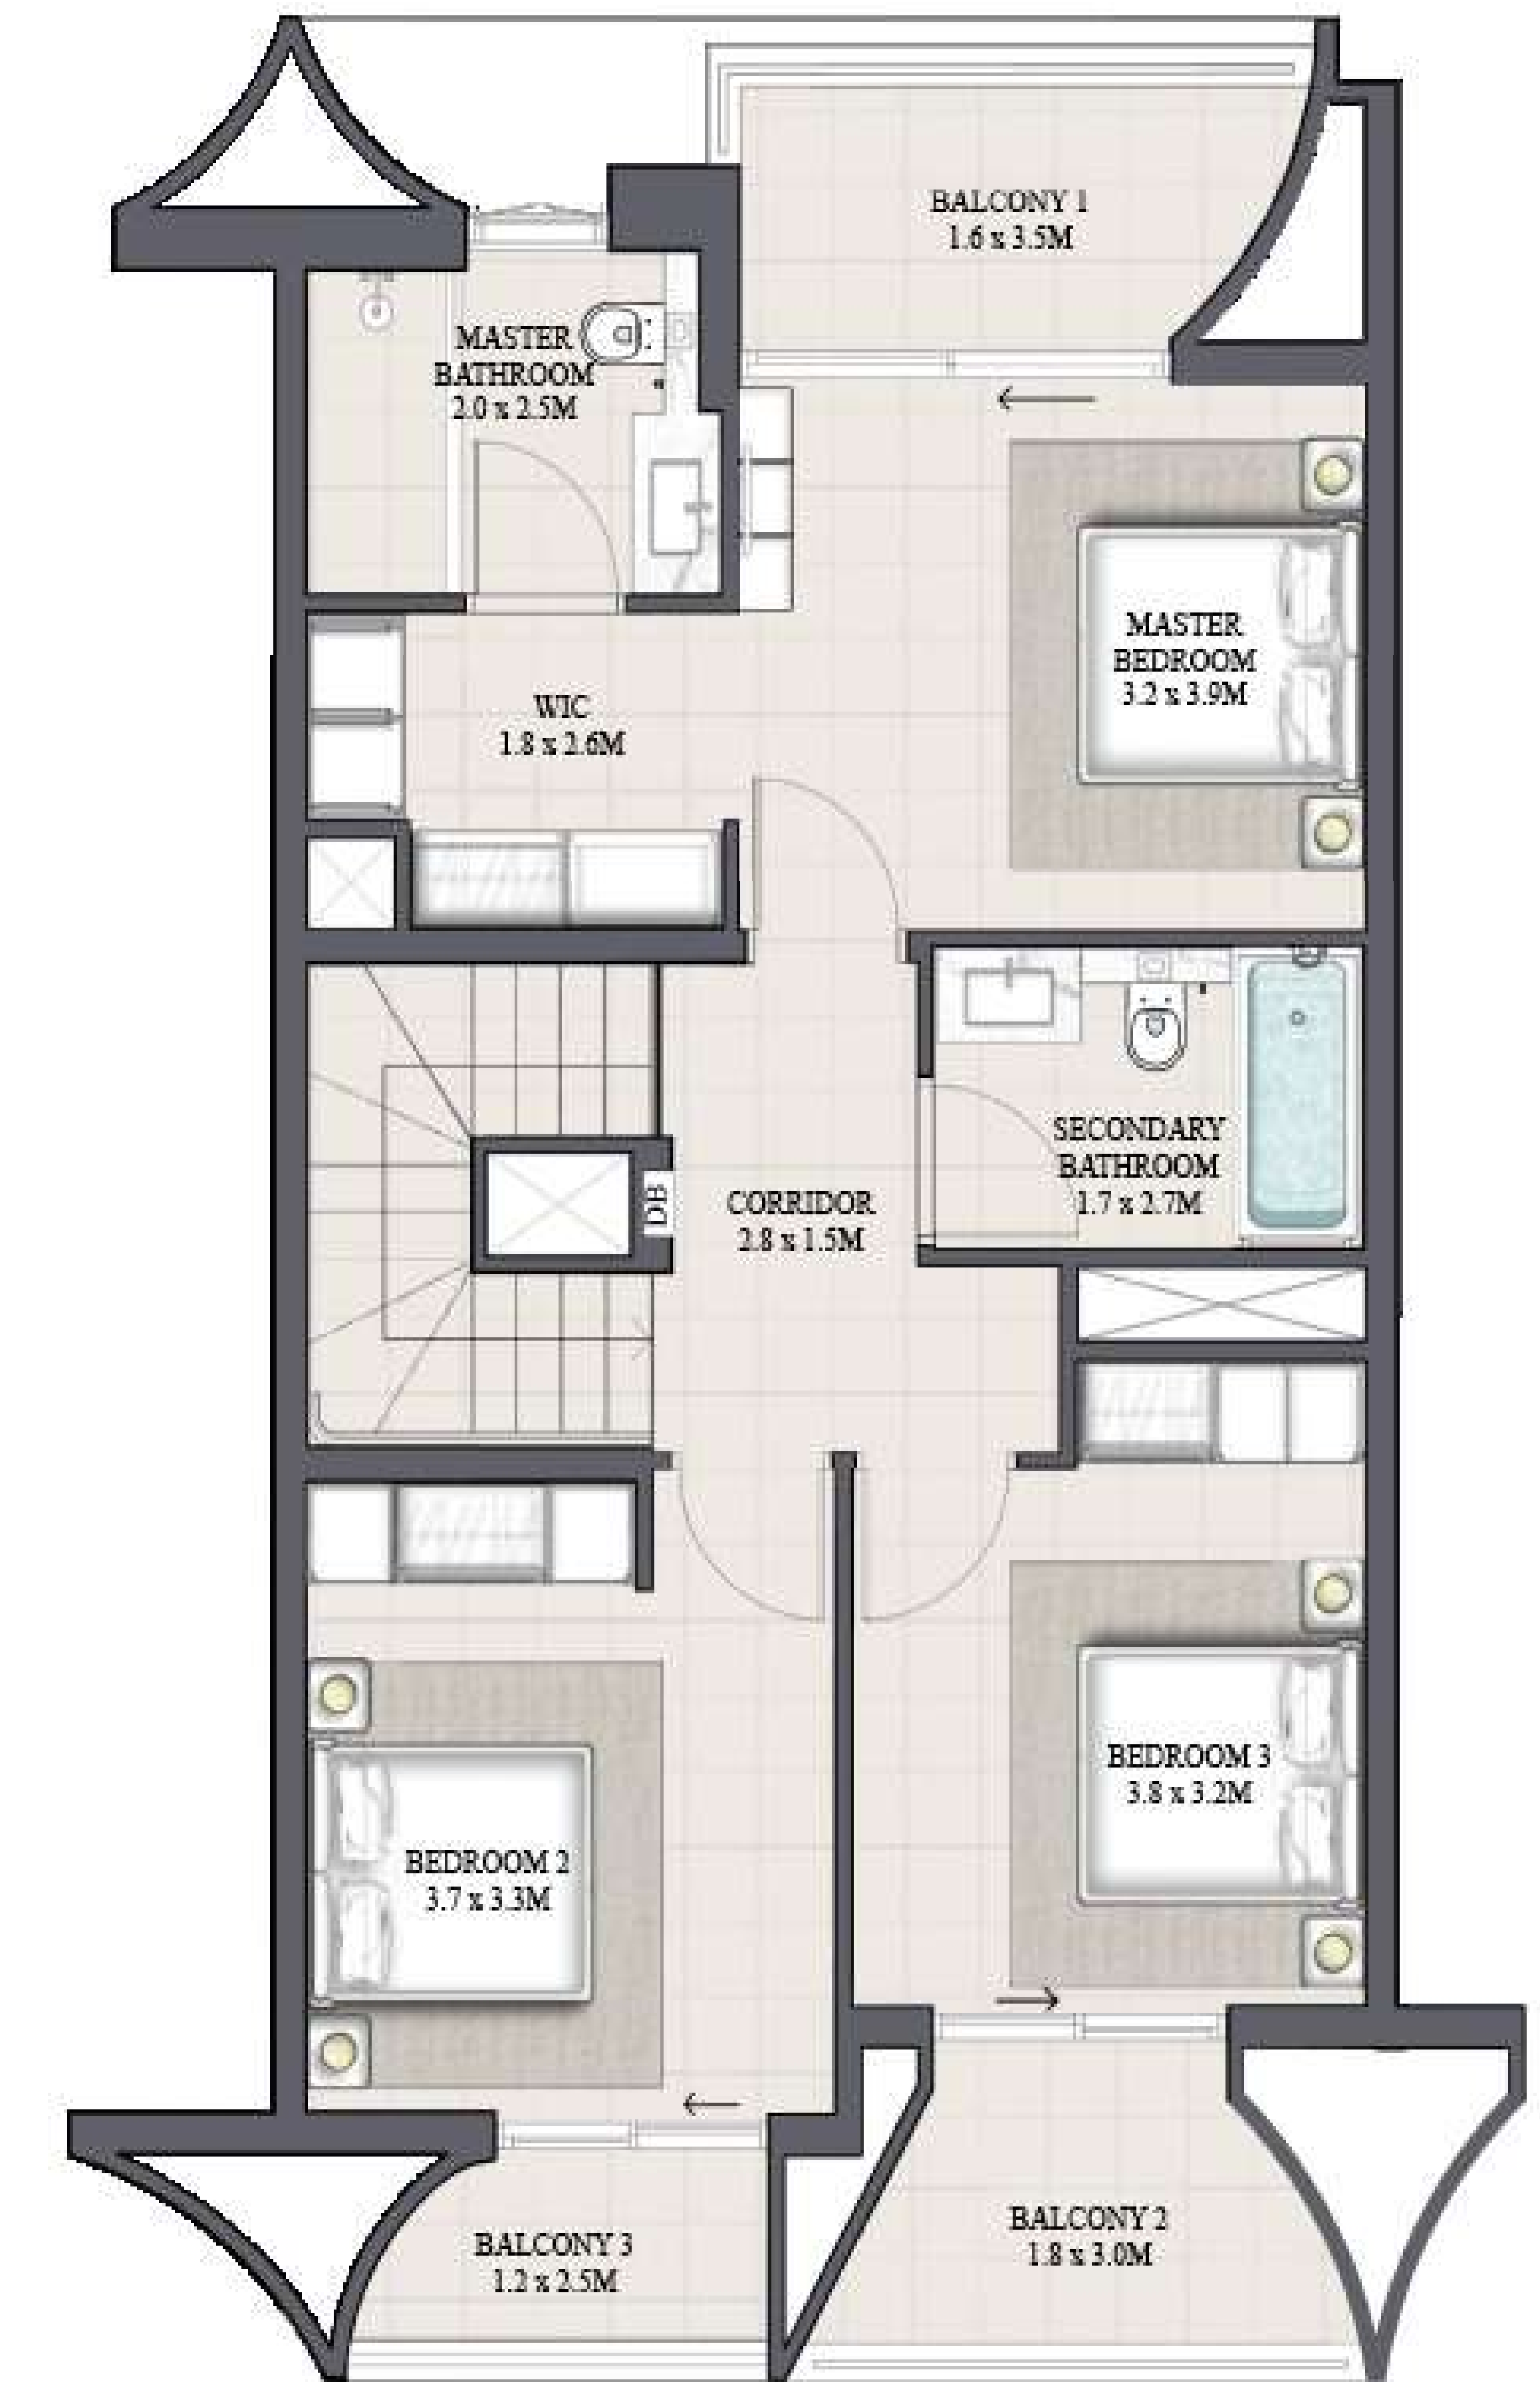 BALCONY 1
1.6 x 3.5M
MASTER
BATHROOM
2.0 x 2.5M
MASTER
BEDROOM
3.2 x 3.9M
WIC
1.8 x 2.6M
SECONDARY
BATHROOM
1.7 x 2.7M
DB
CORRIDOR
2.8 x 1.5M
BEDROOM 3
3.8 x 3.2M
BEDROOM 2
3.7 x 3.3M
BALCONY 2
1.8 x 3.0M
BALCONY 3
1.2 x 2.5M